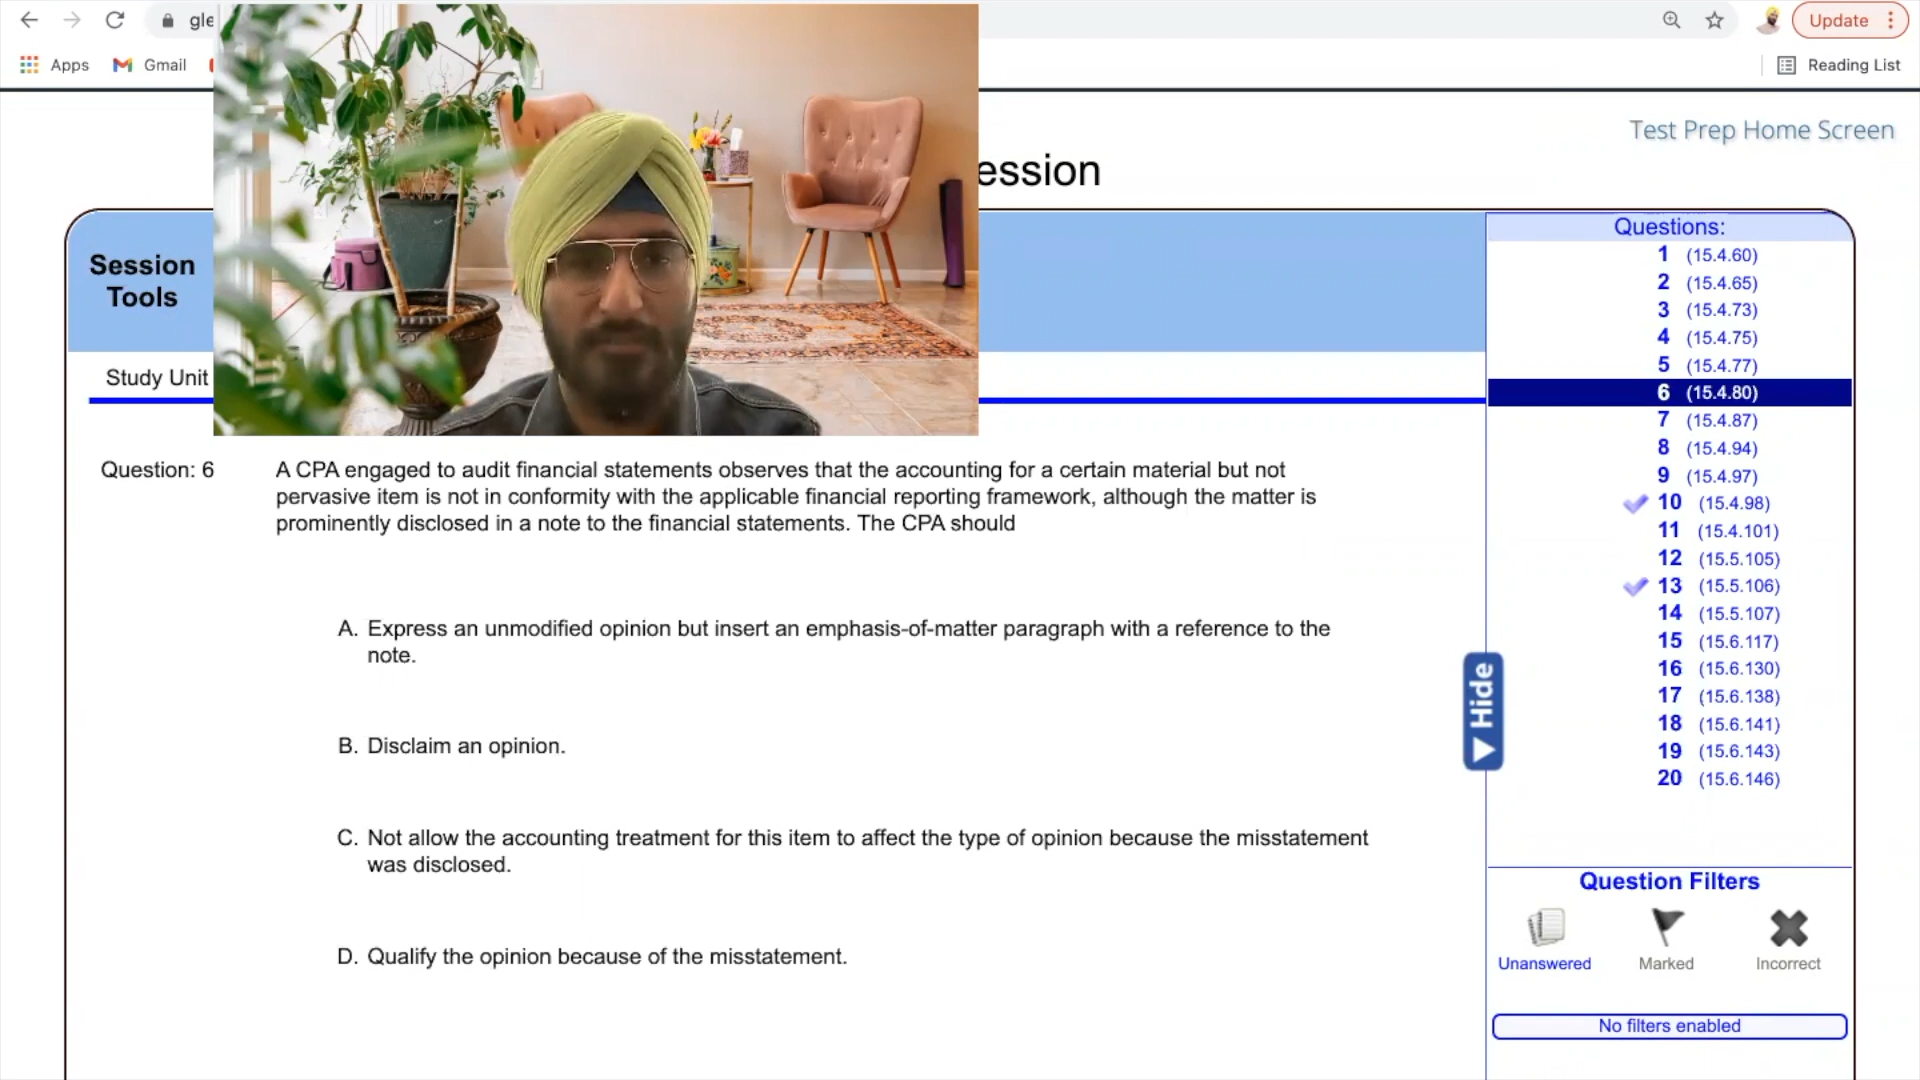 gle
Update
Apps
Gmail
Reading List
Test Prep Home Screen
ession
Session
Tools
Study Unit
Questions:
1 (15.4.60)
2 (15.4.65)
3 (15.4.73)
4 (15.4.75)
5 (15.4.77)
6 (15.4.80)
7 (15.4.87)
8 (15.4.94)
9 (15.4.97)
10 (15.4.98)
11 (15.4.101)
12 (15.5.105)
13 (15.5.106)
14 (15.5.107)
15 (15.6.117)
16 (15.6.130)
17 (15.6.138)
18 (15.6.141)
19 (15.6.143)
20 (15.6.146)
Question: 6
A CPA engaged to audit financial statements observes that the accounting for a certain material but not
pervasive item is not in conformity with the applicable financial reporting framework, although the matter is
prominently disclosed in a note to the financial statements. The CPA should
A. Express an unmodified opinion but insert an emphasis-of-matter paragraph with a reference to the
note.
B. Disclaim an opinion.
C. Not allow the accounting treatment for this item to affect the type of opinion because the misstatement
was disclosed.
D. Qualify the opinion because of the misstatement.
Hide
Question Filters
Unanswered
Marked
Incorrect
No filters enabled